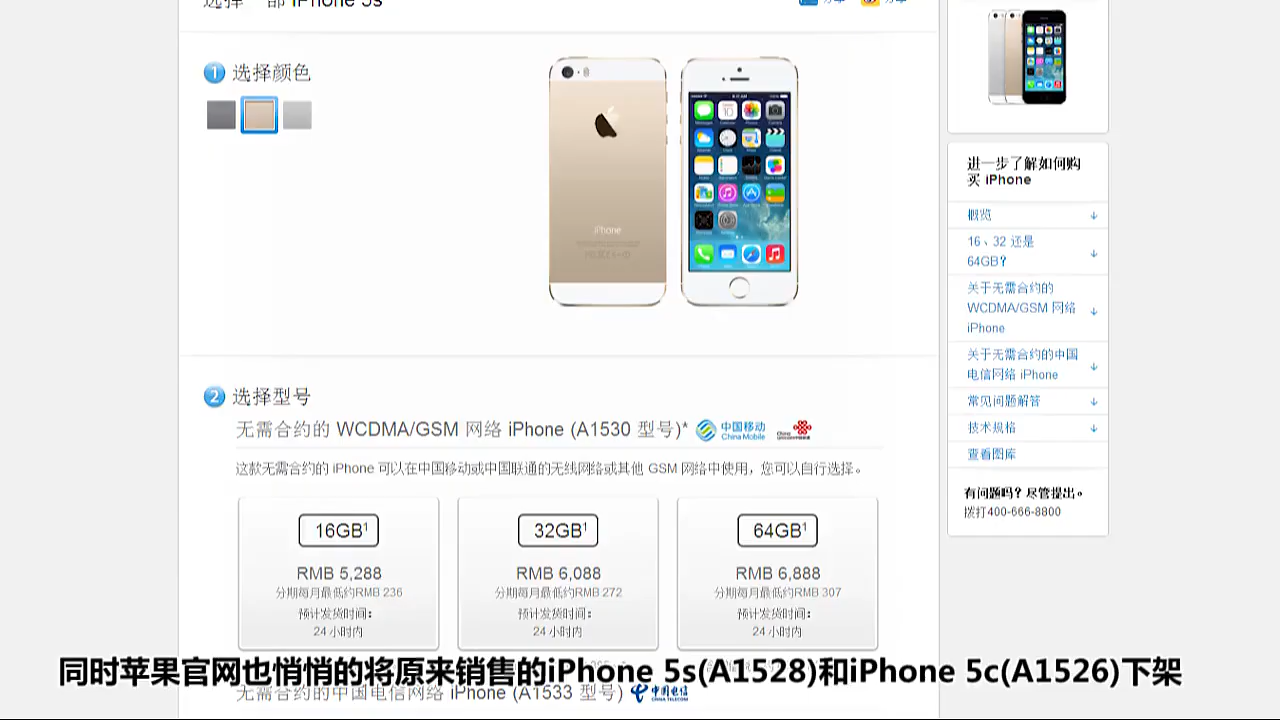 选择一部 iPhone 5s
1 选择颜色
iPhone
2 选择型号
无需合约的 WCDMA/GSM 网络 iPhone (A1530 型号)* 中国移动 China Mobile
这款无需合约的 iPhone 可以在中国移动或中国联通的无线网络或其他 GSM 网络中使用，您可以自行选择。
16GB¹
RMB 5,288
分期每月最低约RMB 236
预计发货时间：
24 小时内
32GB¹
RMB 6,088
分期每月最低约RMB 272
预计发货时间：
24 小时内
64GB¹
RMB 6,888
分期每月最低约RMB 307
预计发货时间：
24 小时内
无需合约的中国电信网络 iPhone (A1533 型号) 中国电信 CHINA TELECOM
进一步了解如何购
买 iPhone
概览
16、32 还是
64GB？
关于无需合约的
WCDMA/GSM 网络
iPhone
关于无需合约的中国
电信网络 iPhone
常见问题解答
技术规格
查看图库
有问题吗？尽管提出。
拨打400-666-8800
同时苹果官网也悄悄的将原来销售的iPhone 5s(A1528)和iPhone 5c(A1526)下架